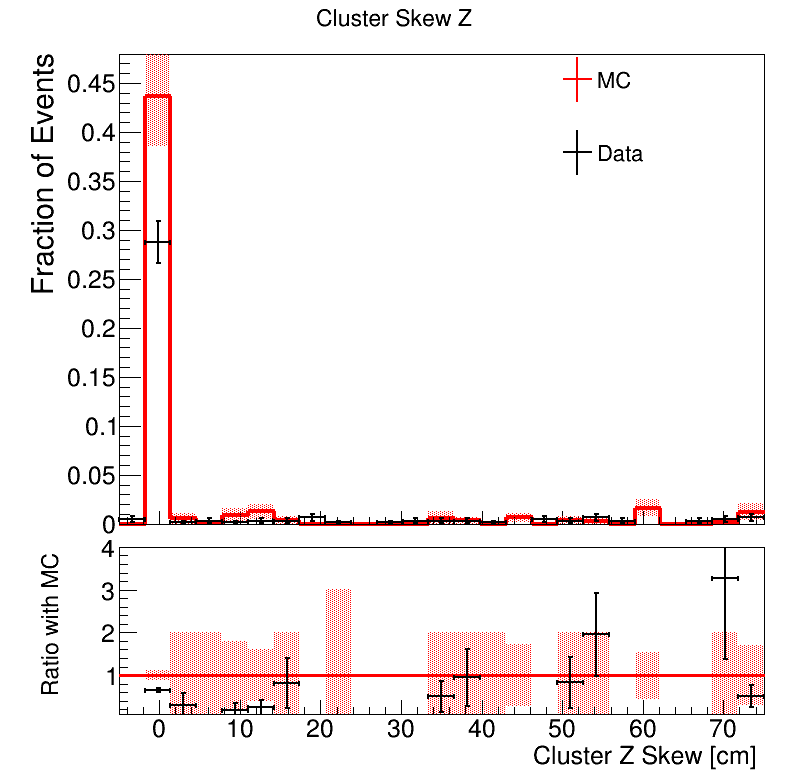 Cluster Skew Z
Fraction of Events
0.45
0.4
0.35
0.3
0.25
0.2
0.15
0.1
0.05
0
MC
Data
Ratio with MC
4
3
2
1
0 10 20 30 40 50 60 70
Cluster Z Skew [cm]